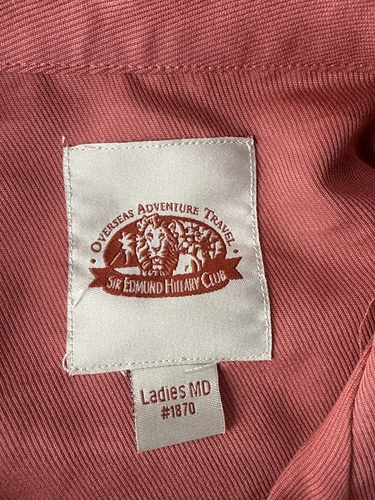 • OVERSEAS ADVENTURE TRAVEL •
SIR EDMUND HILLARY CLUB
Ladies MD
#1870